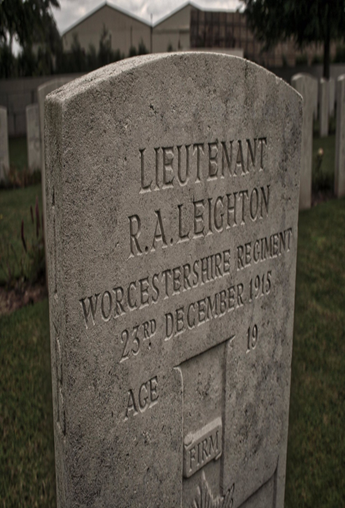 LIEUTENANT
R.A.LEIGHTON
WORCESTERSHIRE REGIMENT
23RD DECEMBER 1915
AGE 19
FIRM